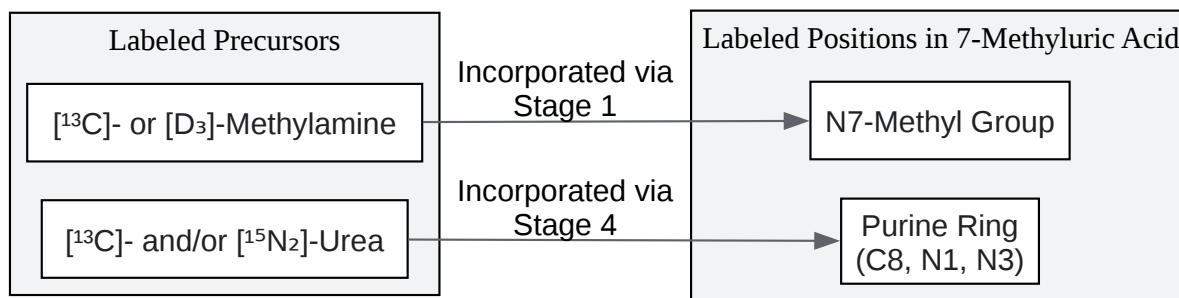 Labeled Precursors
Labeled Positions in 7-Methyluric Acid
Incorporated via
Stage 1
[¹³C]- or [D₃]-Methylamine
N7-Methyl Group
Incorporated via
Stage 4
[¹³C]- and/or [¹⁵N₂]-Urea
Purine Ring
(C8, N1, N3)